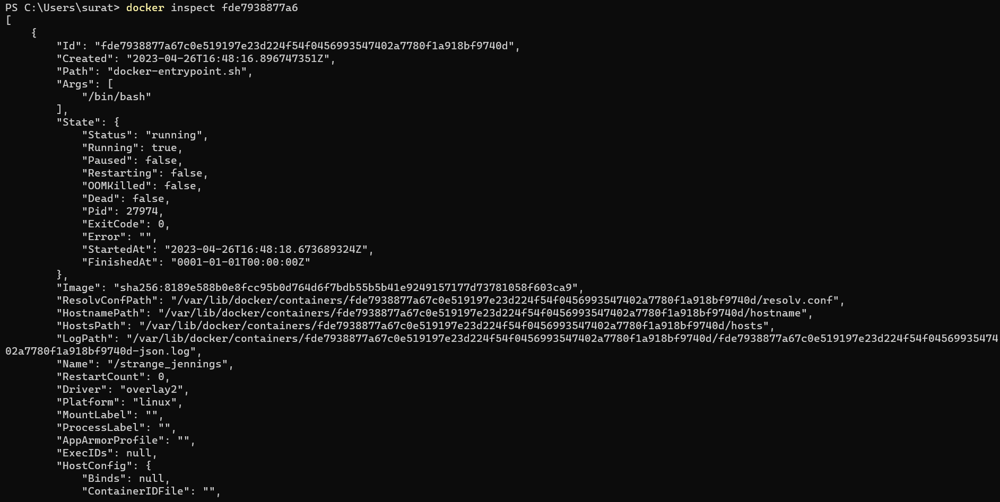 PS C:\Users\surat> docker inspect fde7938877a6
[
    {
        "Id": "fde7938877a67c0e519197e23d224f54f0456993547402a7780f1a918bf9740d",
        "Created": "2023-04-26T16:48:16.896747351Z",
        "Path": "docker-entrypoint.sh",
        "Args": [
            "/bin/bash"
        ],
        "State": {
            "Status": "running",
            "Running": true,
            "Paused": false,
            "Restarting": false,
            "OOMKilled": false,
            "Dead": false,
            "Pid": 27974,
            "ExitCode": 0,
            "Error": "",
            "StartedAt": "2023-04-26T16:48:18.673689324Z",
            "FinishedAt": "0001-01-01T00:00:00Z"
        },
        "Image": "sha256:8189e588b0e8fcc95b0d764d6f7bdb55b5b41e9249157177d73781058f603ca9",
        "ResolvConfPath": "/var/lib/docker/containers/fde7938877a67c0e519197e23d224f54f0456993547402a7780f1a918bf9740d/resolv.conf",
        "HostnamePath": "/var/lib/docker/containers/fde7938877a67c0e519197e23d224f54f0456993547402a7780f1a918bf9740d/hostname",
        "HostsPath": "/var/lib/docker/containers/fde7938877a67c0e519197e23d224f54f0456993547402a7780f1a918bf9740d/hosts",
        "LogPath": "/var/lib/docker/containers/fde7938877a67c0e519197e23d224f54f0456993547402a7780f1a918bf9740d/fde7938877a67c0e519197e23d224f54f04569935474
02a7780f1a918bf9740d-json.log",
        "Name": "/strange_jennings",
        "RestartCount": 0,
        "Driver": "overlay2",
        "Platform": "linux",
        "MountLabel": "",
        "ProcessLabel": "",
        "AppArmorProfile": "",
        "ExecIDs": null,
        "HostConfig": {
            "Binds": null,
            "ContainerIDFile": "",